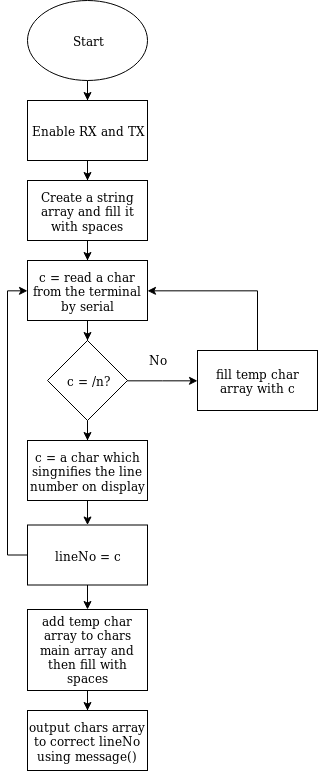 Start
Enable RX and TX
Create a string
array and fill it
with spaces
c = read a char
from the terminal
by serial
No
c = /n?
fill temp char
array with c
c = a char which
singnifies the line
number on display
lineNo = c
add temp char
array to chars
main array and
then fill with
spaces
output chars array
to correct lineNo
using message()